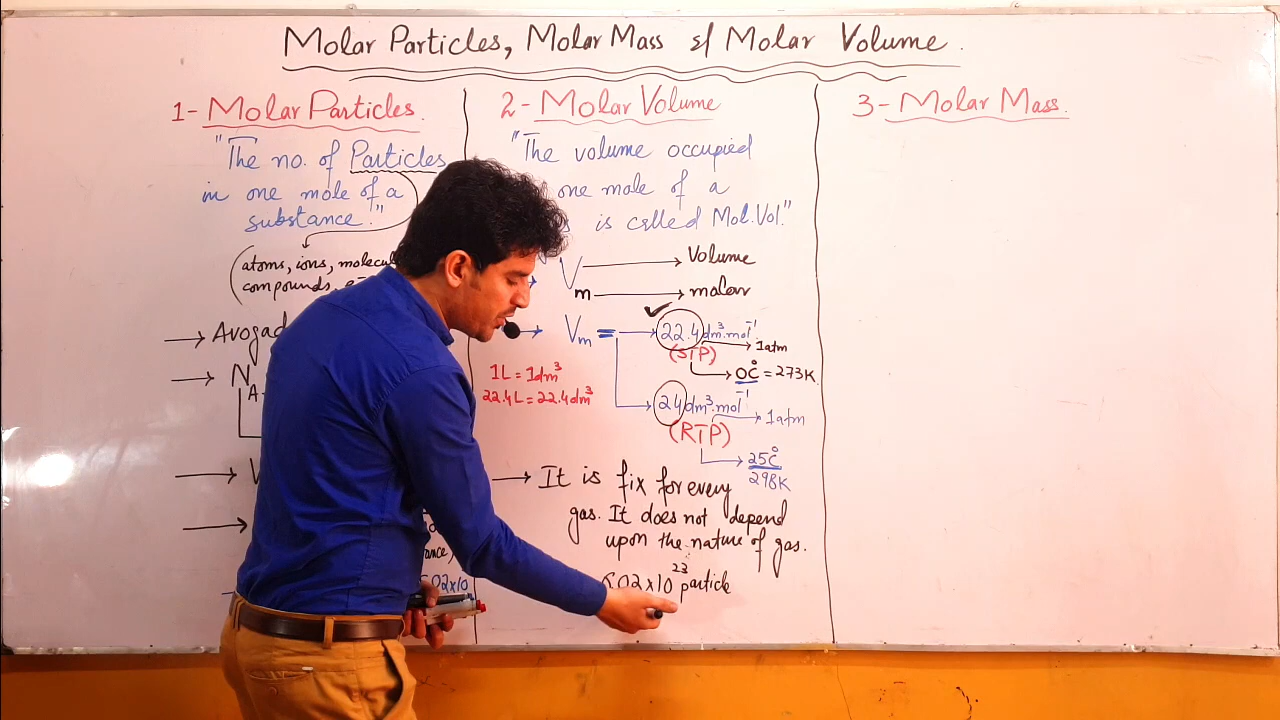 Molar Particles, Molar Mass & Molar Volume.
1- Molar Particles.
"The no. of Particles
in one mole of a
substance."
(atoms, ions,
compounds,
→
→ N
→
→
2- Molar Volume
"The volume occupied
one mole of a
is cslled Mol.Vol."
V → Volume
m → molar
Vm = → 22.4 dm³.mol⁻¹ ✓
(STP) → 1atm
→ 0°C = 273K
1L = 1dm³
22.4L = 22.4dm³
→ 24 dm³.mol⁻¹
(RTP) → 1atm
→ 25°C
298K
→ It is fix for every
gas. It does not depend
upon the nature of gas.
6.02x10²³ particle
3- Molar Mass.